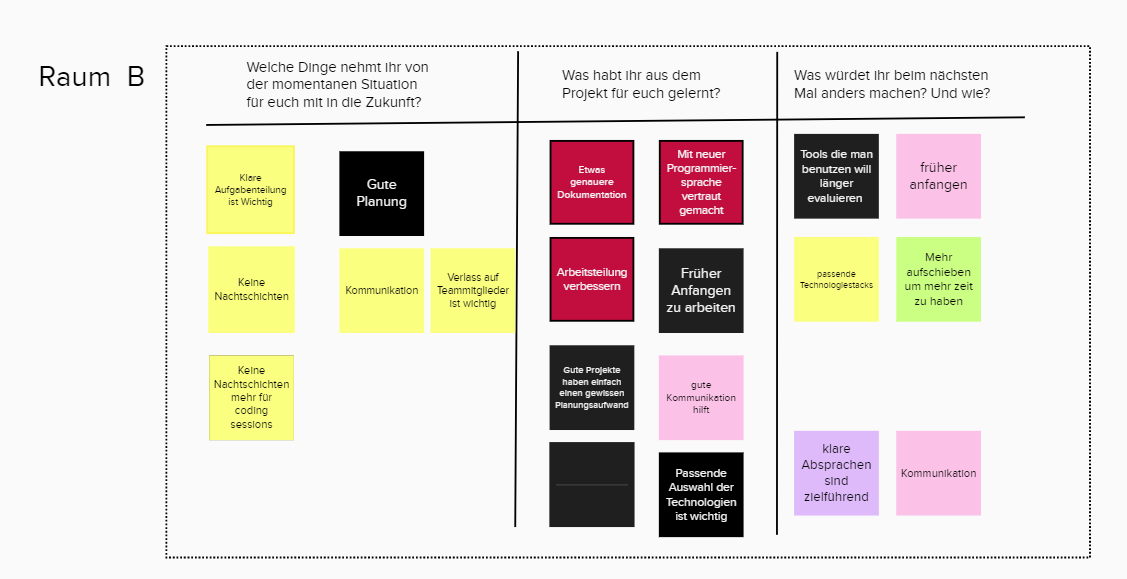 Raum B
Welche Dinge nehmt ihr von
der momentanen Situation
für euch mit in die Zukunft?
Was habt ihr aus dem
Projekt für euch gelernt?
Was würdet ihr beim nächsten
Mal anders machen? Und wie?
Klare
Aufgabenteilung
ist Wichtig
Gute
Planung
Keine
Nachtschichten
Kommunikation
Verlass auf
Teammitglieder
ist wichtig
Keine
Nachtschichten
mehr für
coding
sessions
Etwas
genauere
Dokumentation
Mit neuer
Programmier-
sprache
vertraut
gemacht
Arbeitsteilung
verbessern
Früher
Anfangen
zu arbeiten
Gute Projekte
haben einfach
einen gewissen
Planungsaufwand
gute
Kommunikation
hilft
Passende
Auswahl der
Technologien
ist wichtig
Tools die man
benutzen will
länger
evaluieren
früher
anfangen
passende
Technologiestacks
Mehr
aufschieben
um mehr zeit
zu haben
klare
Absprachen
sind
zielführend
Kommunikation